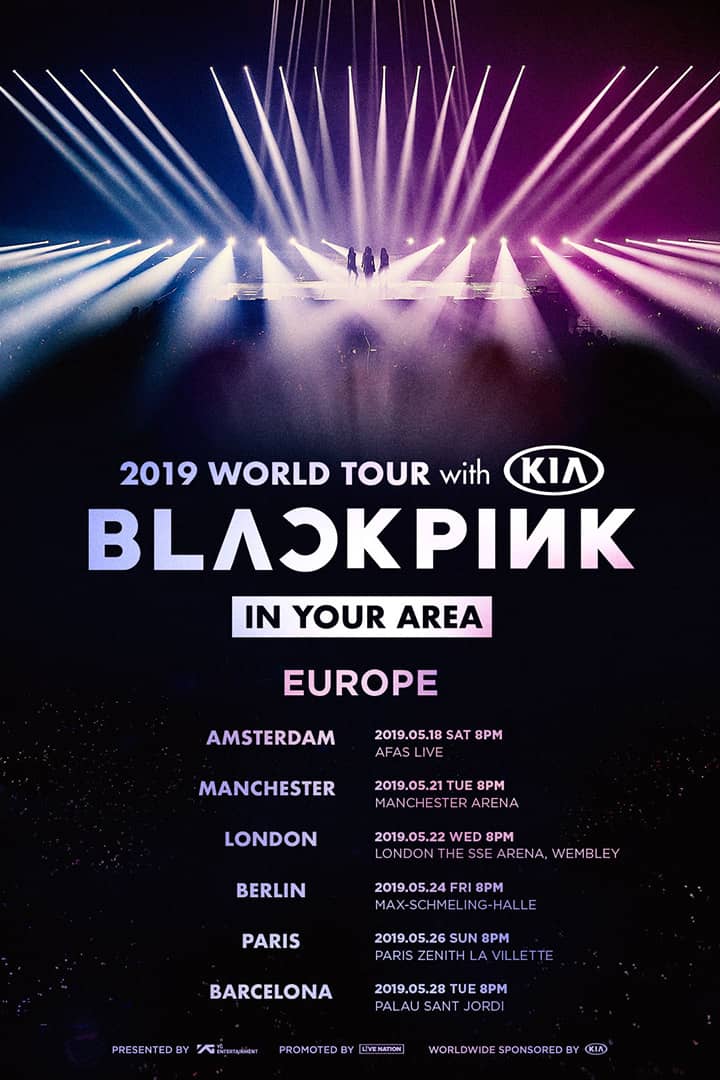 2019 WORLD TOUR with KIA
BLACKPINK
IN YOUR AREA
EUROPE
AMSTERDAM
2019.05.18 SAT 8PM
AFAS LIVE
MANCHESTER
2019.05.21 TUE 8PM
MANCHESTER ARENA
LONDON
2019.05.22 WED 8PM
LONDON THE SSE ARENA, WEMBLEY
BERLIN
2019.05.24 FRI 8PM
MAX-SCHMELING-HALLE
PARIS
2019.05.26 SUN 8PM
PARIS ZENITH LA VILLETTE
BARCELONA
2019.05.28 TUE 8PM
PALAU SANT JORDI
PRESENTED BY YG ENTERTAINMENT PROMOTED BY LIVE NATION WORLDWIDE SPONSORED BY KIA